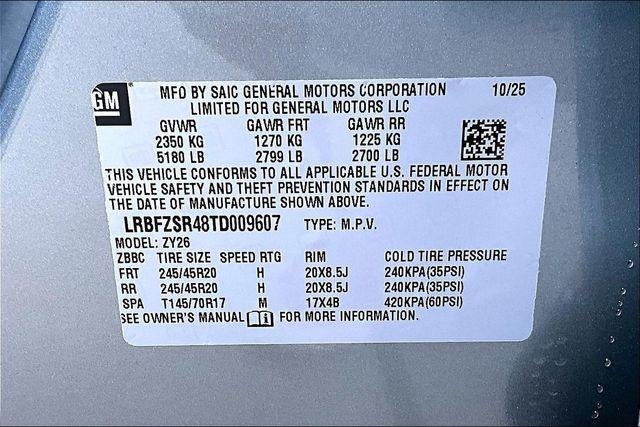 GM
MFD BY SAIC GENERAL MOTORS CORPORATION 10/25
LIMITED FOR GENERAL MOTORS LLC
GVWR GAWR FRT GAWR RR
2350 KG 1270 KG 1225 KG
5180 LB 2799 LB 2700 LB
THIS VEHICLE CONFORMS TO ALL APPLICABLE U.S. FEDERAL MOTOR
VEHICLE SAFETY AND THEFT PREVENTION STANDARDS IN EFFECT ON
THE DATE OF MANUFACTURE SHOWN ABOVE.
LRBFZSR48TD009607 TYPE: M.P.V.
MODEL: ZY26
ZBBC TIRE SIZE SPEED RTG RIM COLD TIRE PRESSURE
FRT 245/45R20 H 20X8.5J 240KPA(35PSI)
RR 245/45R20 H 20X8.5J 240KPA(35PSI)
SPA T145/70R17 M 17X4B 420KPA(60PSI)
SEE OWNER'S MANUAL FOR MORE INFORMATION.